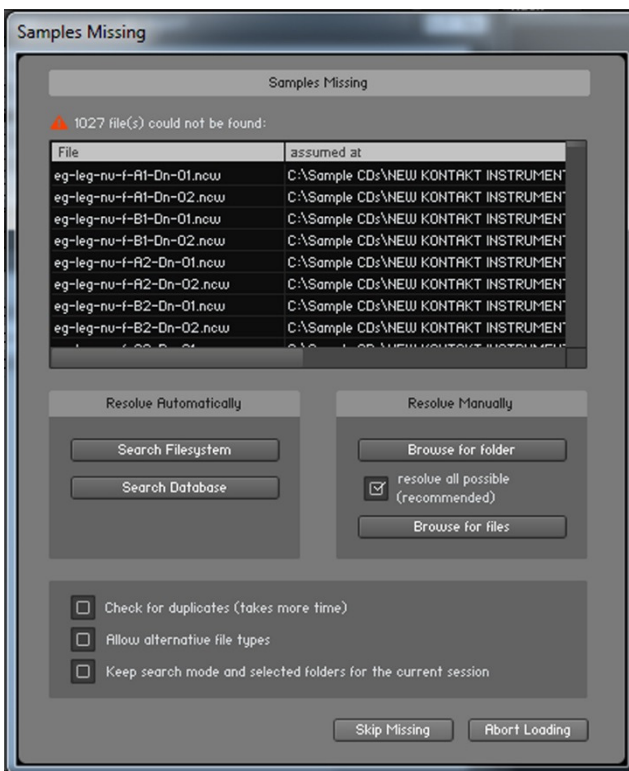 Samples Missing
Samples Missing
1027 file(s) could not be found:
File assumed at
eg-leg-nv-f-A1-Dn-01.ncw C:\Sample CDs\NEW KONTAKT INSTRUMENT
eg-leg-nv-f-A1-Dn-02.ncw C:\Sample CDs\NEW KONTAKT INSTRUMENT
eg-leg-nv-f-B1-Dn-01.ncw C:\Sample CDs\NEW KONTAKT INSTRUMENT
eg-leg-nv-f-B1-Dn-02.ncw C:\Sample CDs\NEW KONTAKT INSTRUMENT
eg-leg-nv-f-A2-Dn-01.ncw C:\Sample CDs\NEW KONTAKT INSTRUMENT
eg-leg-nv-f-A2-Dn-02.ncw C:\Sample CDs\NEW KONTAKT INSTRUMENT
eg-leg-nv-f-B2-Dn-01.ncw C:\Sample CDs\NEW KONTAKT INSTRUMENT
eg-leg-nv-f-B2-Dn-02.ncw C:\Sample CDs\NEW KONTAKT INSTRUMENT
Resolve Automatically
Search Filesystem
Search Database
Resolve Manually
Browse for folder
resolve all possible
(recommended)
Browse for files
Check for duplicates (takes more time)
Allow alternative file types
Keep search mode and selected folders for the current session
Skip Missing
Abort Loading